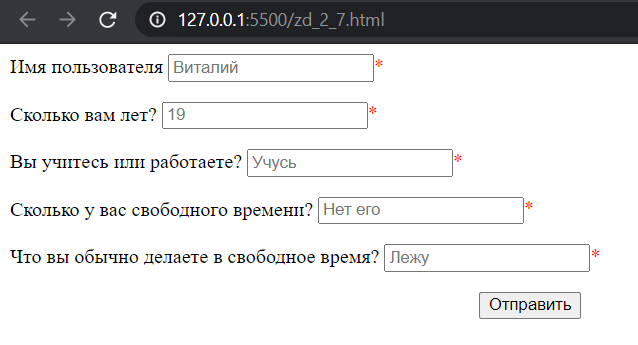 127.0.0.1:5500/zd_2_7.html
Имя пользователя Виталий*
Сколько вам лет? 19*
Вы учитесь или работаете? Учусь*
Сколько у вас свободного времени? Нет его*
Что вы обычно делаете в свободное время? Лежу*
Отправить